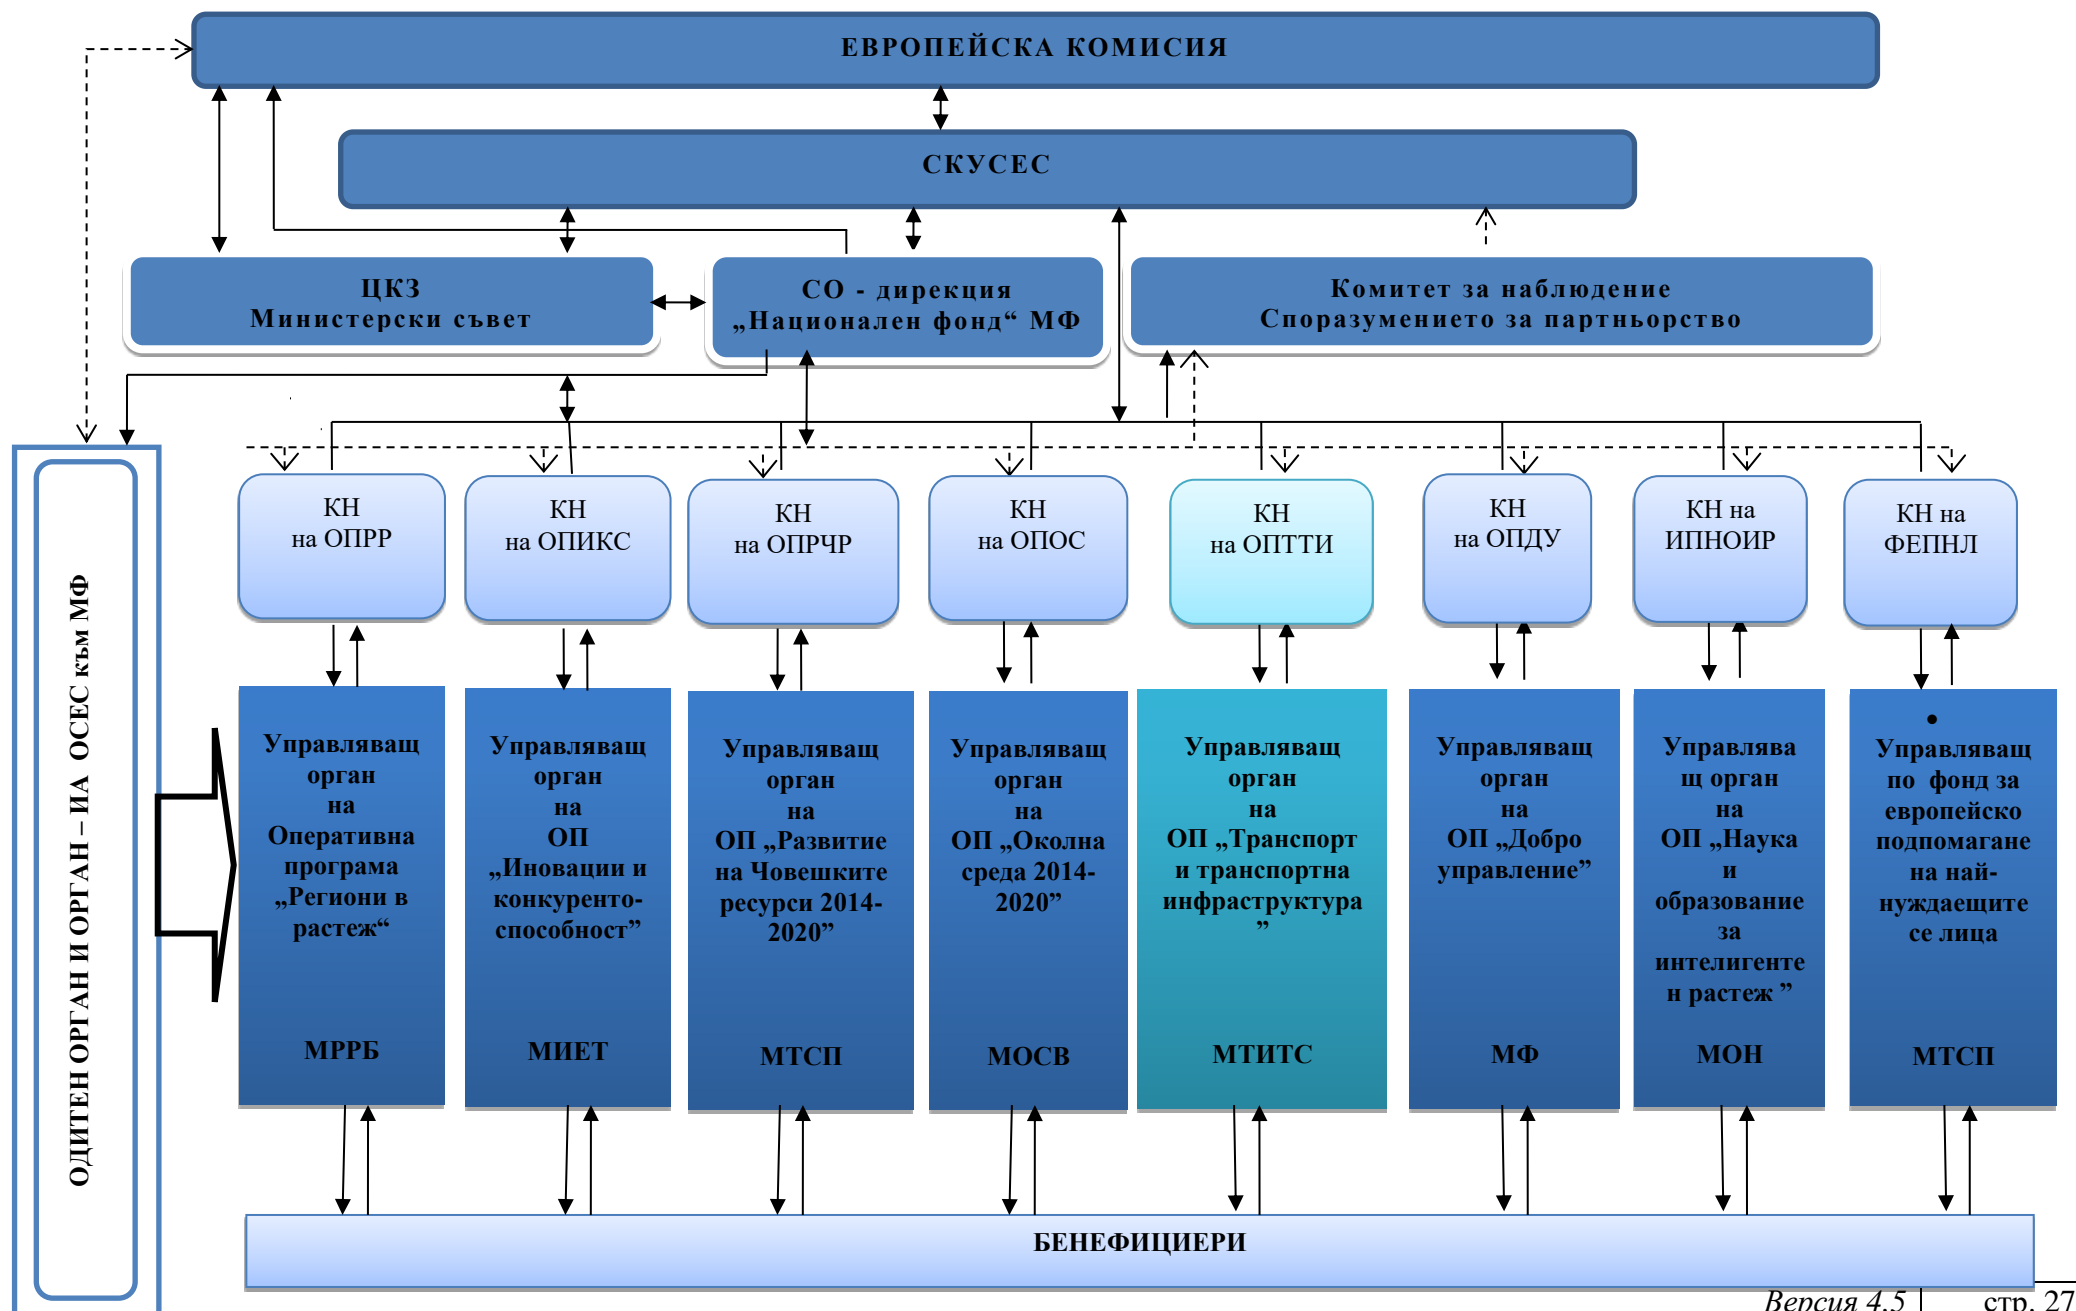 ЕВРОПЕЙСКА КОМИСИЯ
СКУСЕС
ЦКЗ
Министерски съвет
СО - дирекция
„Национален фонд“ МФ
Комитет за наблюдение
Споразумението за партньорство
ОДИТЕН ОРГАН И ОРГАН – ИА ОСЕС към МФ
КН
на ОПРР
КН
на ОПИКС
КН
на ОПРЧР
КН
на ОПОС
КН
на ОПТТИ
КН
на ОПДУ
КН на
ИПНОИР
КН на
ФЕПНЛ
Управляващ
орган
на
Оперативна
програма
„Региони в
растеж“
МРРБ
Управляващ
орган
на
ОП
„Иновации и
конкуренто-
способност”
МИЕТ
Управляващ
орган
на
ОП „Развитие
на Човешките
ресурси 2014-
2020”
МТСП
Управляващ
орган
на
ОП „Околна
среда 2014-
2020”
МОСВ
Управляващ
орган
на
ОП „Транспорт
и транспортна
инфраструктура
”
МТИТС
Управляващ
орган
на
ОП „Добро
управление”
МФ
Управлява
щ орган
на
ОП „Наука
и
образование
за
интелигенте
н растеж ”
МОН
•
Управляващ
по фонд за
европейско
подпомагане
на най-
нуждаещите
се лица
МТСП
БЕНЕФИЦИЕРИ
Версия 4.5 стр. 27